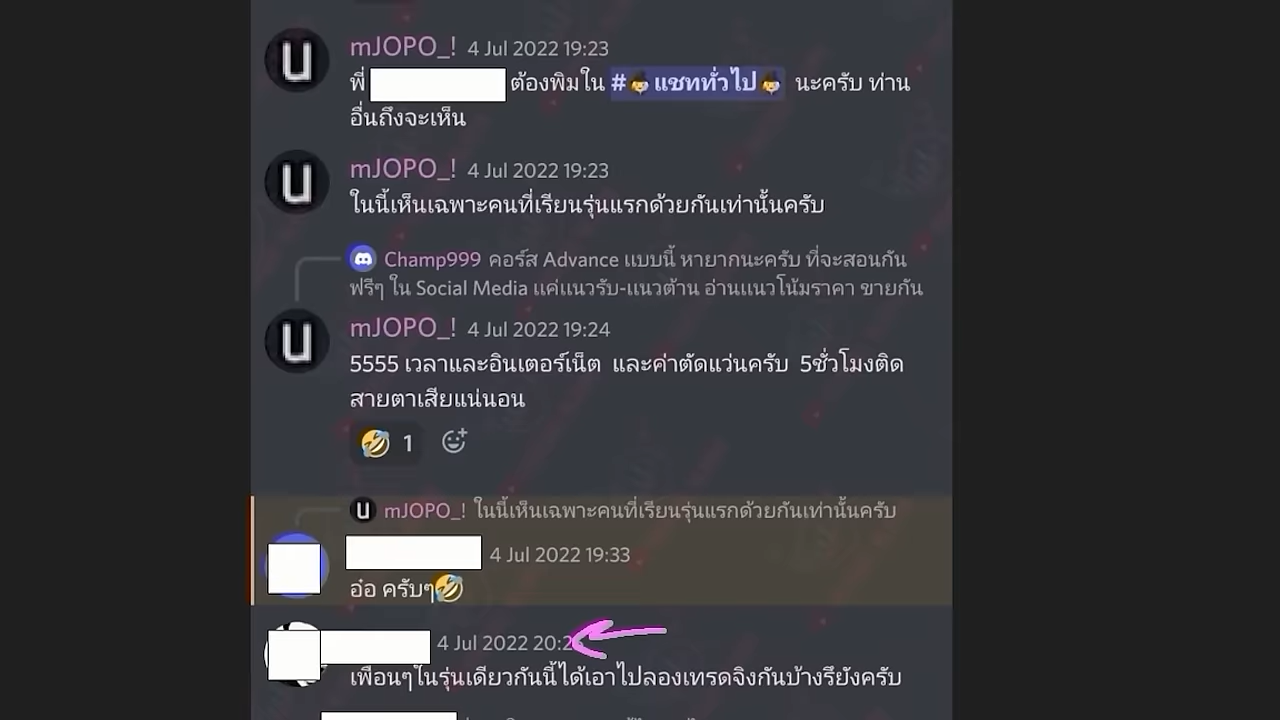 mJOPO_! 4 Jul 2022 19:23
พี่ ต้องพิมใน # แชททั่วไป นะครับ ท่าน
อื่นถึงจะเห็น
mJOPO_! 4 Jul 2022 19:23
ในนี้เห็นเฉพาะคนที่เรียนรุ่นแรกด้วยกันเท่านั้นครับ
Champ999 คอร์ส Advance แบบนี้ หายากนะครับ ที่จะสอนกัน
ฟรีๆ ใน Social Media แค่แนวรับ-แนวต้าน อ่านแนวโน้มราคา ขายกัน
mJOPO_! 4 Jul 2022 19:24
5555 เวลาและอินเตอร์เน็ต และค่าตัดแว่นครับ 5ชั่วโมงติด
สายตาเสียแน่นอน
🤣 1
mJOPO_! ในนี้เห็นเฉพาะคนที่เรียนรุ่นแรกด้วยกันเท่านั้นครับ
4 Jul 2022 19:33
อ๋อ ครับๆ🤣
4 Jul 2022
เพื่อนๆในรุ่นเดียวกันนี้ได้เอาไปลองเทรดจิงกันบ้างรึยังครับ